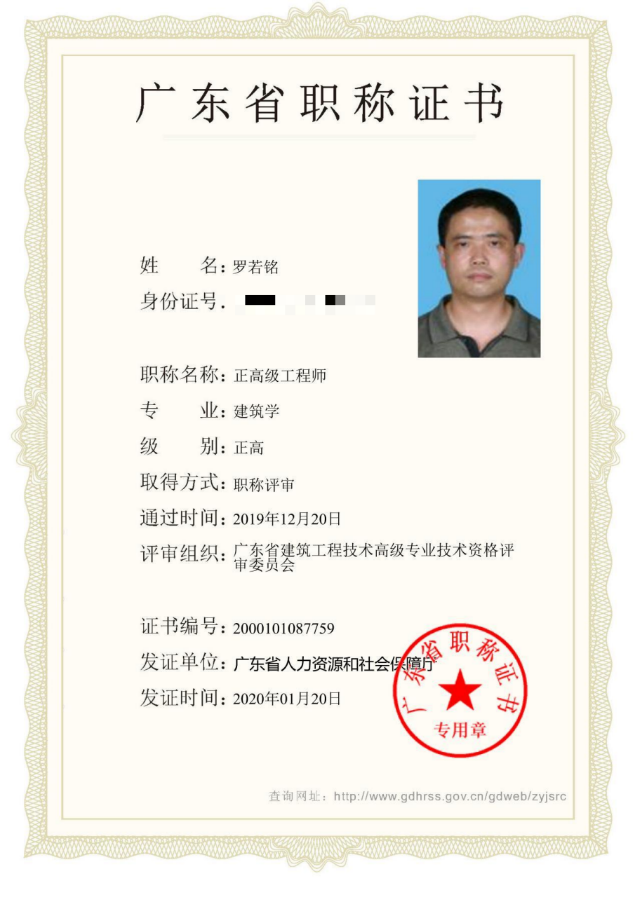 广东省职称证书
姓　　名：罗若铭
身份证号：
职称名称：正高级工程师
专　　业：建筑学
级　　别：正高
取得方式：职称评审
通过时间：2019年12月20日
评审组织：广东省建筑工程技术高级专业技术资格评
审委员会
证书编号：2000101087759
发证单位：广东省人力资源和社会保障厅
发证时间：2020年01月20日
广东省职称证书
专用章
查询网址：http://www.gdhrss.gov.cn/gdweb/zyjsrc